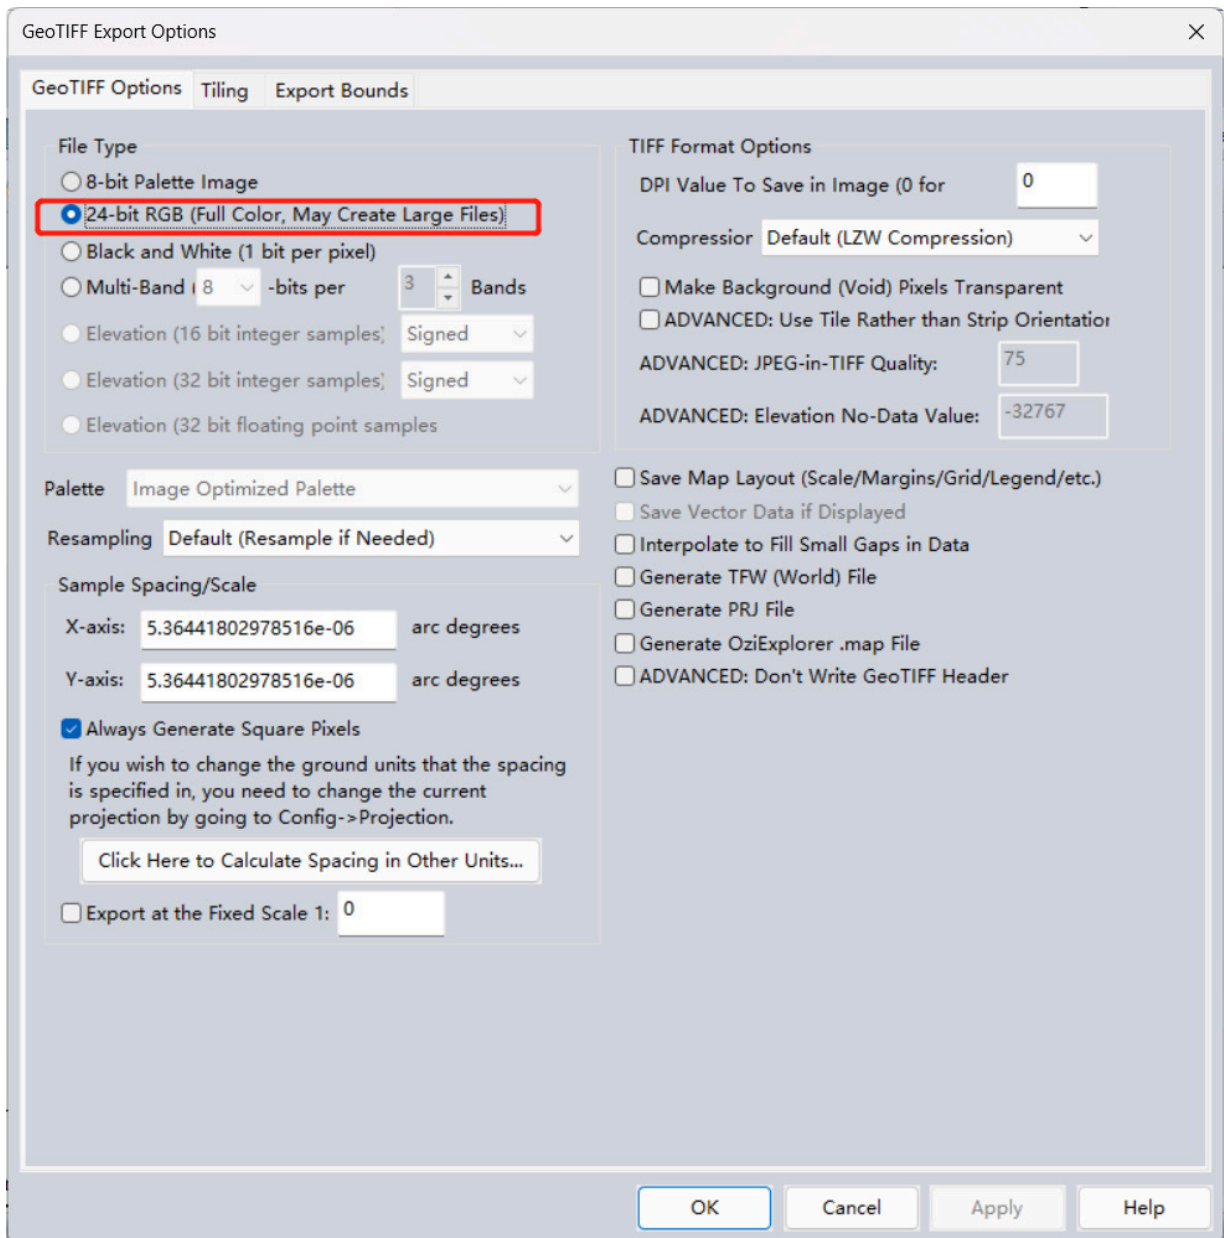 GeoTIFF Export Options
GeoTIFF Options Tiling Export Bounds
File Type
8-bit Palette Image
24-bit RGB (Full Color, May Create Large Files)
Black and White (1 bit per pixel)
Multi-Band ( 8 -bits per 3 Bands
Elevation (16 bit integer samples) Signed
Elevation (32 bit integer samples) Signed
Elevation (32 bit floating point samples
Palette Image Optimized Palette
Resampling Default (Resample if Needed)
Sample Spacing/Scale
X-axis: 5.36441802978516e-06 arc degrees
Y-axis: 5.36441802978516e-06 arc degrees
Always Generate Square Pixels
If you wish to change the ground units that the spacing
is specified in, you need to change the current
projection by going to Config->Projection.
Click Here to Calculate Spacing in Other Units...
Export at the Fixed Scale 1: 0
TIFF Format Options
DPI Value To Save in Image (0 for 0
Compressior Default (LZW Compression)
Make Background (Void) Pixels Transparent
ADVANCED: Use Tile Rather than Strip Orientatior
ADVANCED: JPEG-in-TIFF Quality: 75
ADVANCED: Elevation No-Data Value: -32767
Save Map Layout (Scale/Margins/Grid/Legend/etc.)
Save Vector Data if Displayed
Interpolate to Fill Small Gaps in Data
Generate TFW (World) File
Generate PRJ File
Generate OziExplorer .map File
ADVANCED: Don't Write GeoTIFF Header
OK Cancel Apply Help